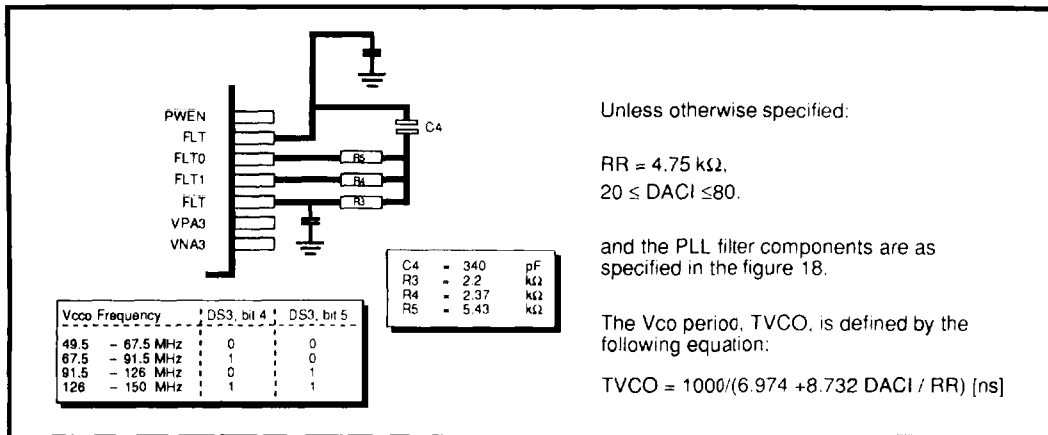 PWEN
FLT
FLT0
FLT1
FLT
VPA3
VNA3
C4
R5
R4
R3
C4 = 340 pF
R3 = 2.2 kΩ
R4 = 2.37 kΩ
R5 = 5.43 kΩ
Vcco Frequency DS3, bit 4 DS3, bit 5
49.5 – 67.5 MHz 0 0
67.5 – 91.5 MHz 1 0
91.5 – 126 MHz 0 1
126 – 150 MHz 1 1
Unless otherwise specified:
RR = 4.75 kΩ,
20 ≤ DACI ≤80.
and the PLL filter components are as
specified in the figure 18.
The Vco period, TVCO, is defined by the
following equation:
TVCO = 1000/(6.974 +8.732 DACI / RR) [ns]